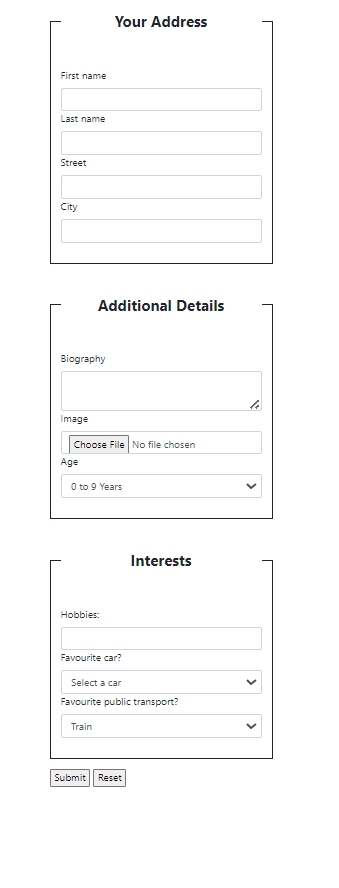 Your Address
First name
Last name
Street
City
Additional Details
Biography
Image
Choose File No file chosen
Age
0 to 9 Years
Interests
Hobbies:
Favourite car?
Select a car
Favourite public transport?
Train
Submit Reset